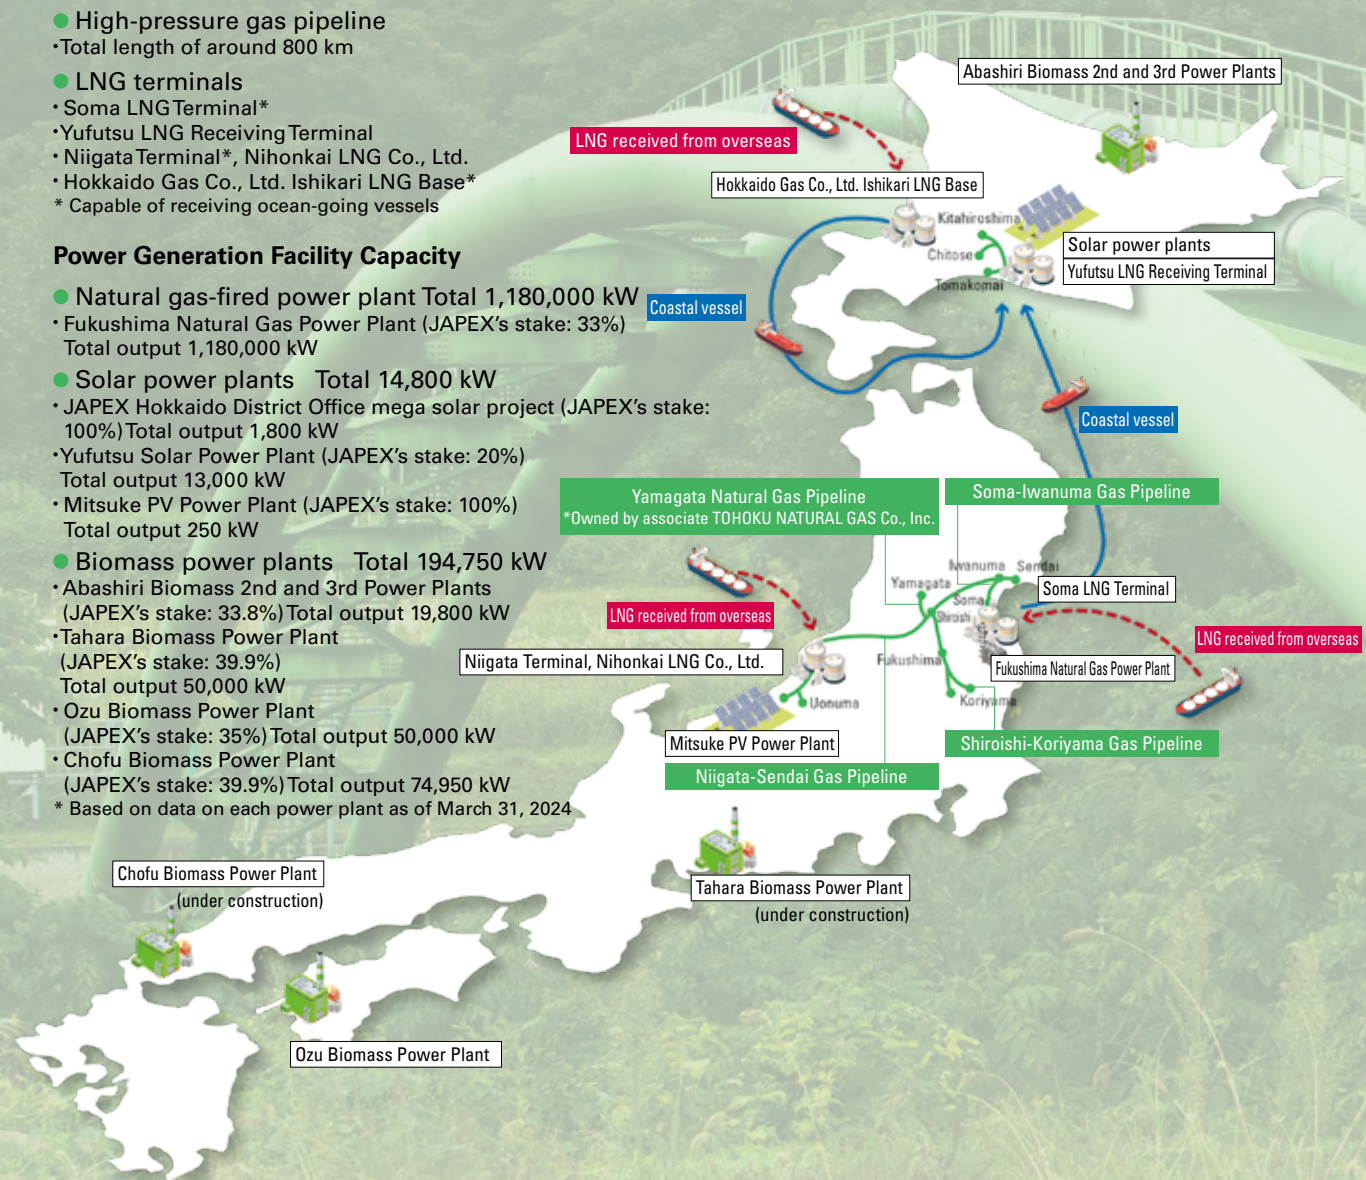 ● High-pressure gas pipeline
・Total length of around 800 km
● LNG terminals
・Soma LNG Terminal*
・Yufutsu LNG Receiving Terminal
・Niigata Terminal*, Nihonkai LNG Co., Ltd.
・Hokkaido Gas Co., Ltd. Ishikari LNG Base*
* Capable of receiving ocean-going vessels
Power Generation Facility Capacity
● Natural gas-fired power plant Total 1,180,000 kW
・Fukushima Natural Gas Power Plant (JAPEX's stake: 33%)
Total output 1,180,000 kW
● Solar power plants Total 14,800 kW
・JAPEX Hokkaido District Office mega solar project (JAPEX's stake:
100%) Total output 1,800 kW
・Yufutsu Solar Power Plant (JAPEX's stake: 20%)
Total output 13,000 kW
・Mitsuke PV Power Plant (JAPEX's stake: 100%)
Total output 250 kW
● Biomass power plants Total 194,750 kW
・Abashiri Biomass 2nd and 3rd Power Plants
(JAPEX's stake: 33.8%) Total output 19,800 kW
・Tahara Biomass Power Plant
(JAPEX's stake: 39.9%)
Total output 50,000 kW
・Ozu Biomass Power Plant
(JAPEX's stake: 35%) Total output 50,000 kW
・Chofu Biomass Power Plant
(JAPEX's stake: 39.9%) Total output 74,950 kW
* Based on data on each power plant as of March 31, 2024
Abashiri Biomass 2nd and 3rd Power Plants
LNG received from overseas
Hokkaido Gas Co., Ltd. Ishikari LNG Base
Kitahiroshima
Chitose
Tomakomai
Solar power plants
Yufutsu LNG Receiving Terminal
Coastal vessel
Coastal vessel
Yamagata Natural Gas Pipeline
*Owned by associate TOHOKU NATURAL GAS Co., Inc.
Soma-Iwanuma Gas Pipeline
Iwanuma
Sendai
Yamagata
Soma
Shiroishi
Soma LNG Terminal
LNG received from overseas
LNG received from overseas
Niigata Terminal, Nihonkai LNG Co., Ltd.
Fukushima
Fukushima Natural Gas Power Plant
Uonuma
Koriyama
Mitsuke PV Power Plant
Shiroishi-Koriyama Gas Pipeline
Niigata-Sendai Gas Pipeline
Chofu Biomass Power Plant
(under construction)
Tahara Biomass Power Plant
(under construction)
Ozu Biomass Power Plant